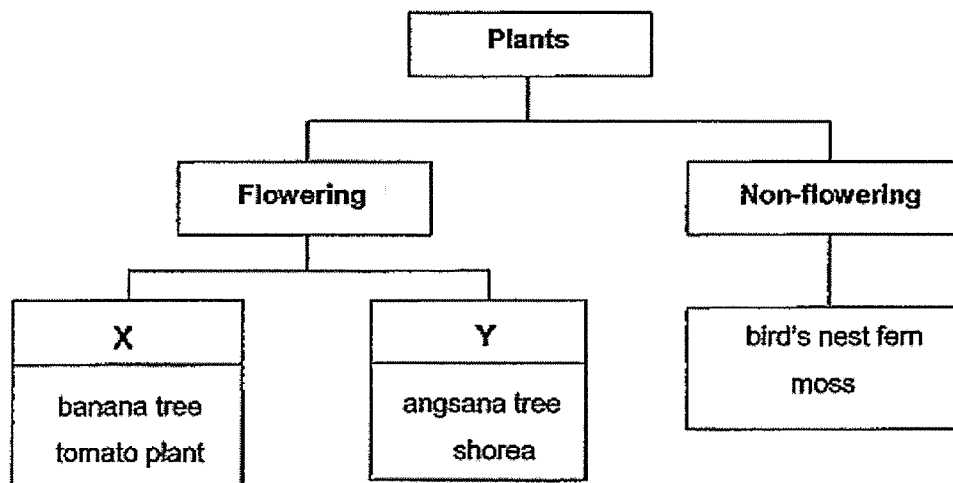 Plants
Flowering
Non-flowering
X
banana tree
tomato plant
Y
angsana tree
shorea
bird's nest fern
moss